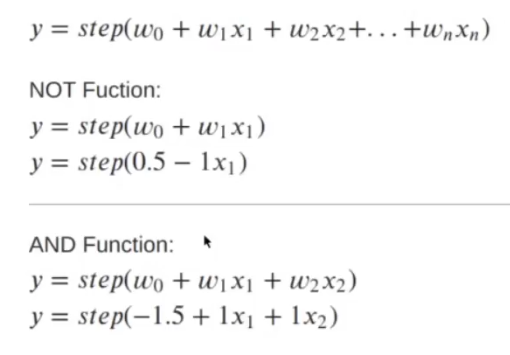 y = step(w₀ + w₁x₁ + w₂x₂+. . . +wₙxₙ)
NOT Fuction:
y = step(w₀ + w₁x₁)
y = step(0.5 − 1x₁)
AND Function:
y = step(w₀ + w₁x₁ + w₂x₂)
y = step(−1.5 + 1x₁ + 1x₂)